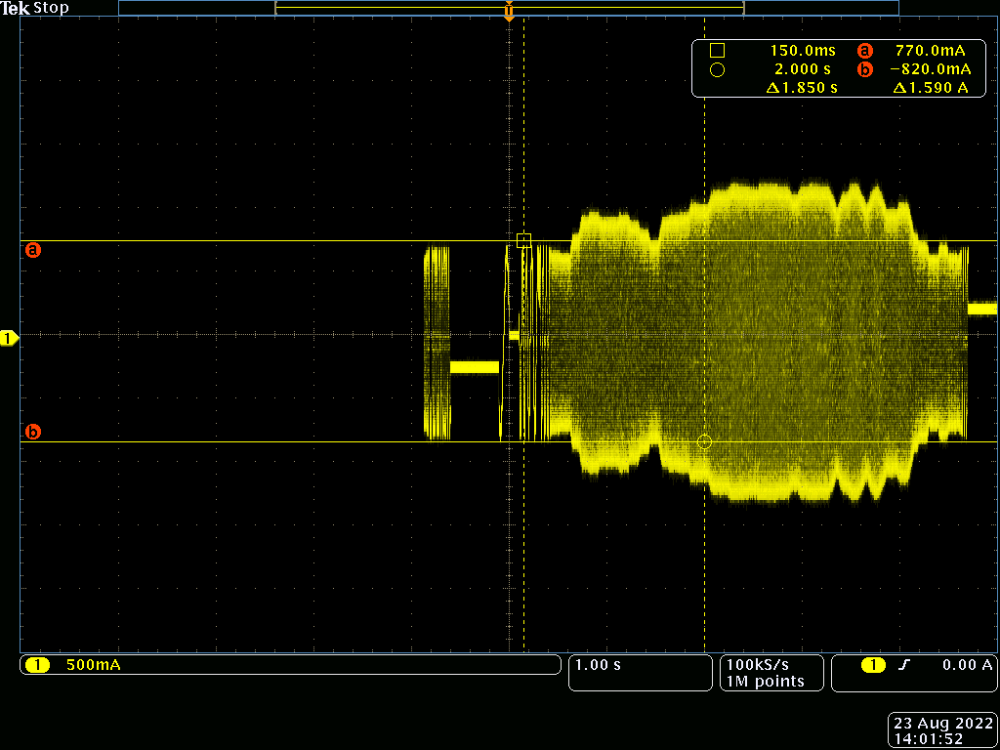 Tek Stop
T
150.0ms a 770.0mA
2.000 s b −820.0mA
Δ1.850 s Δ1.590 A
a
1
b
1 500mA
1.00 s
100kS/s
1M points
1 0.00 A
23 Aug 2022
14:01:52